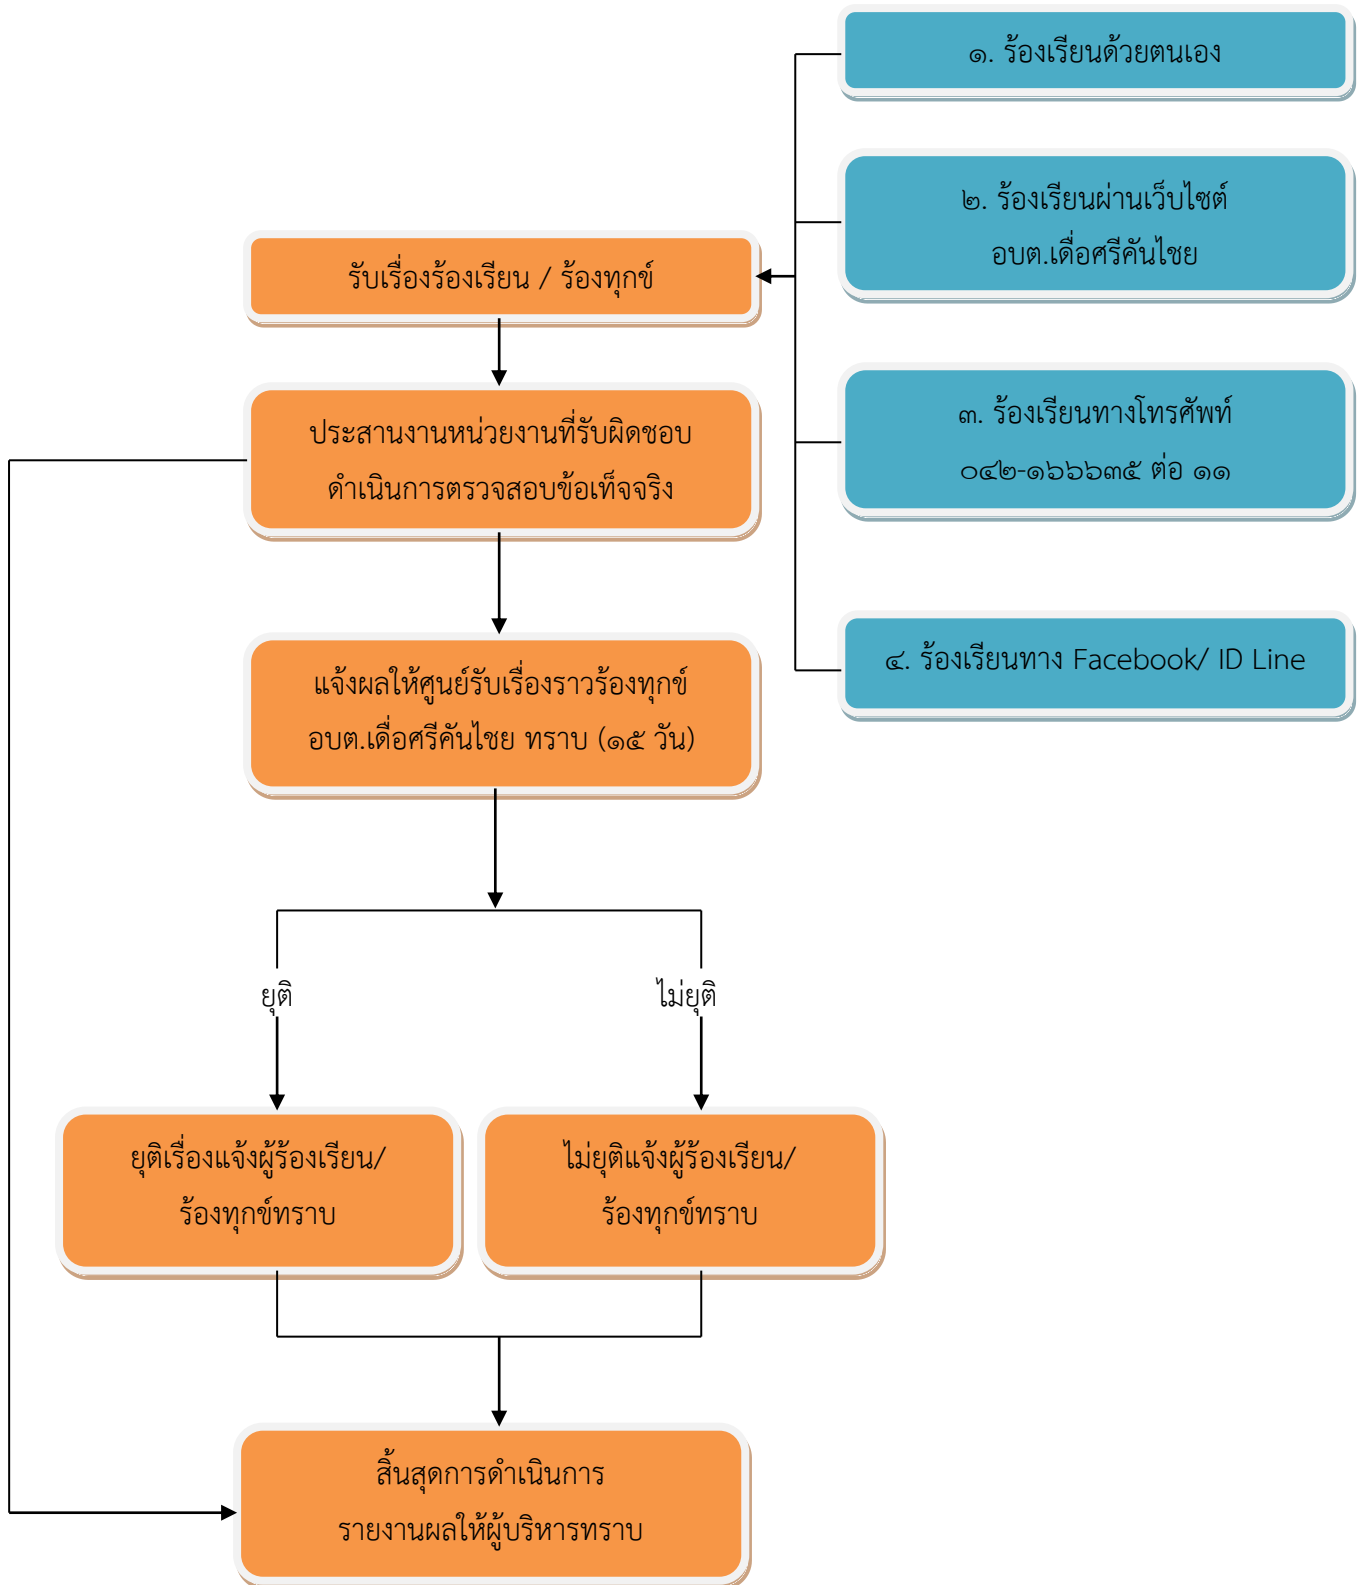 ๑. ร้องเรียนด้วยตนเอง
๒. ร้องเรียนผ่านเว็บไซต์
อบต.เดื่อศรีคันไชย
รับเรื่องร้องเรียน / ร้องทุกข์
๓. ร้องเรียนทางโทรศัพท์
๐๔๒-๑๖๖๖๓๕ ต่อ ๑๑
ประสานงานหน่วยงานที่รับผิดชอบ
ดำเนินการตรวจสอบข้อเท็จจริง
๔. ร้องเรียนทาง Facebook/ ID Line
แจ้งผลให้ศูนย์รับเรื่องราวร้องทุกข์
อบต.เดื่อศรีคันไชย ทราบ (๑๕ วัน)
ยุติ
ไม่ยุติ
ยุติเรื่องแจ้งผู้ร้องเรียน/
ร้องทุกข์ทราบ
ไม่ยุติแจ้งผู้ร้องเรียน/
ร้องทุกข์ทราบ
สิ้นสุดการดำเนินการ
รายงานผลให้ผู้บริหารทราบ